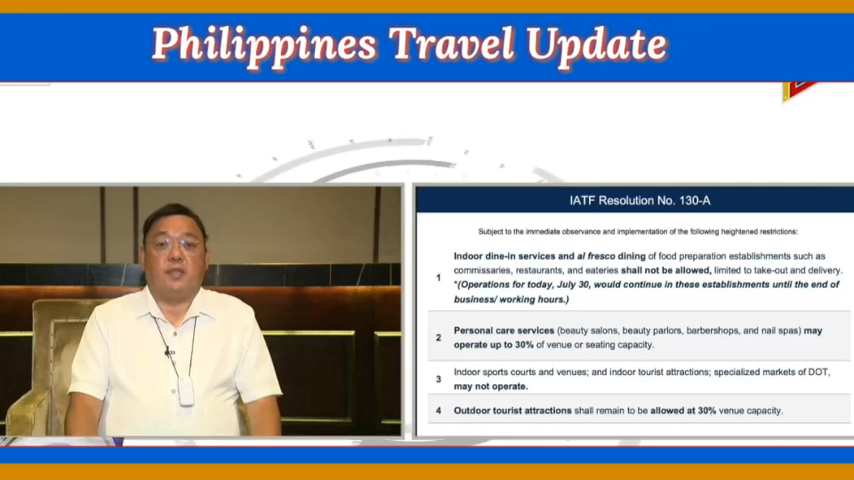 Philippines Travel Update
IATF Resolution No. 130-A
Subject to the immediate observance and implementation of the following heightened restrictions:
1
Indoor dine-in services and al fresco dining of food preparation establishments such as
commissaries, restaurants, and eateries shall not be allowed, limited to take-out and delivery.
*(Operations for today, July 30, would continue in these establishments until the end of
business/ working hours.)
2
Personal care services (beauty salons, beauty parlors, barbershops, and nail spas) may
operate up to 30% of venue or seating capacity.
3
Indoor sports courts and venues; and indoor tourist attractions; specialized markets of DOT,
may not operate.
4
Outdoor tourist attractions shall remain to be allowed at 30% venue capacity.